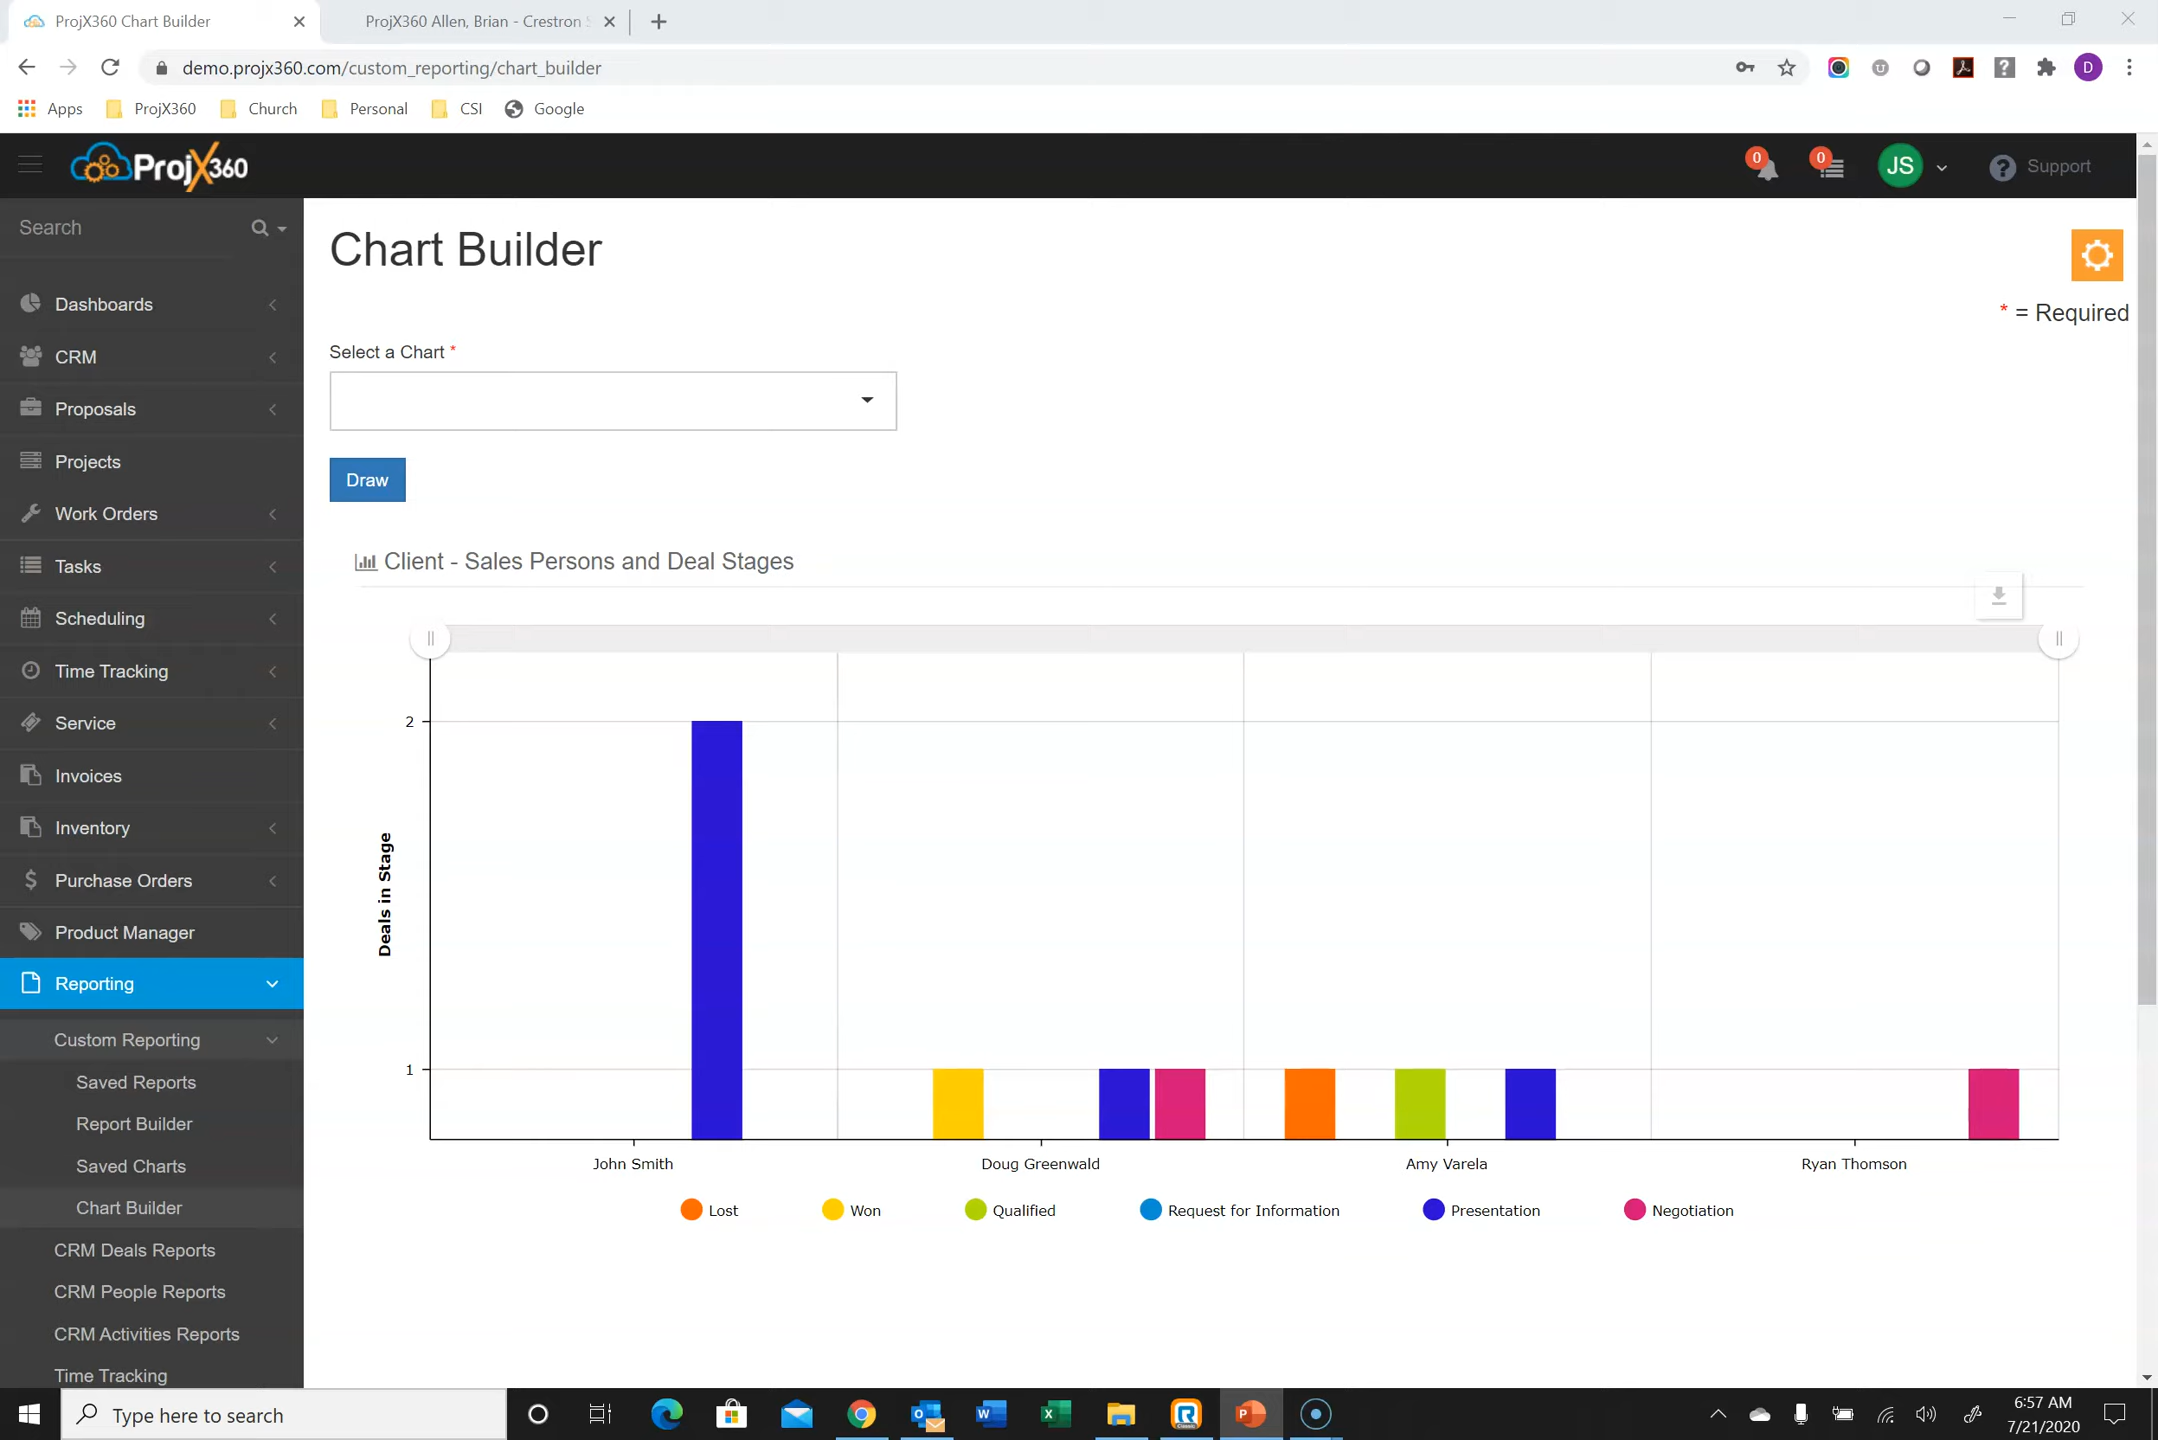 ProjX360 Chart Builder
ProjX360 Allen, Brian - Crestron
demo.projx360.com/custom_reporting/chart_builder
D
Apps ProjX360 Church Personal CSI Google
ProjX360
0 0 JS Support
Search
Dashboards
CRM
Proposals
Projects
Work Orders
Tasks
Scheduling
Time Tracking
Service
Invoices
Inventory
Purchase Orders
Product Manager
Reporting
Custom Reporting
Saved Reports
Report Builder
Saved Charts
Chart Builder
CRM Deals Reports
CRM People Reports
CRM Activities Reports
Time Tracking
Chart Builder
* = Required
Select a Chart *
Draw
Client - Sales Persons and Deal Stages
2
1
Deals in Stage
John Smith Doug Greenwald Amy Varela Ryan Thomson
Lost Won Qualified Request for Information Presentation Negotiation
Type here to search
6:57 AM
7/21/2020